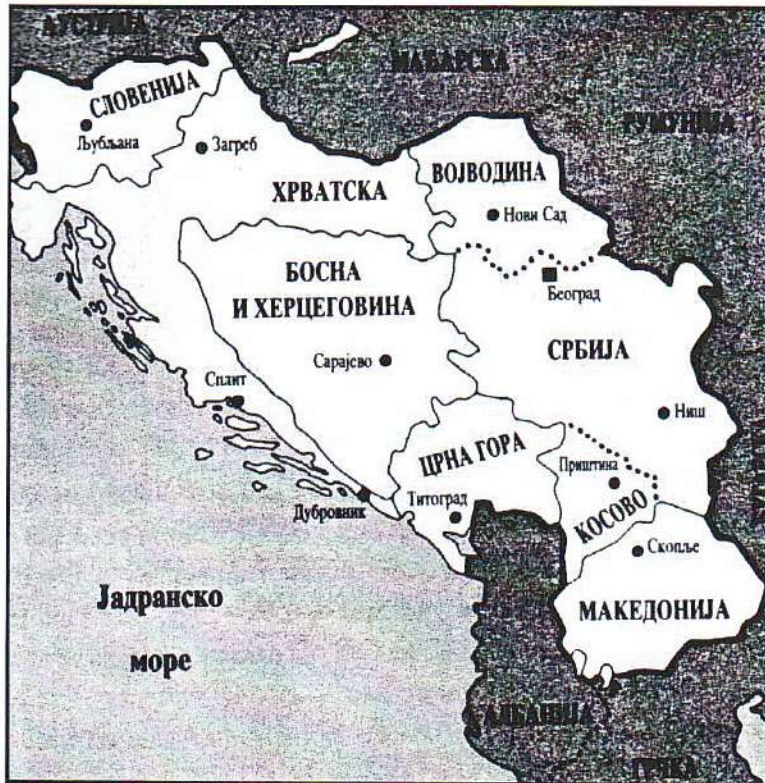 АУСТРИЈА
МАЂАРСКА
РУМУНИЈА
СЛОВЕНИЈА
Љубљана
Загреб
ХРВАТСКА
ВОЈВОДИНА
Нови Сад
БОСНА
И ХЕРЦЕГОВИНА
Београд
СРБИЈА
Сарајево
Сплит
Ниш
ЦРНА ГОРА
Приштина
Титоград
Дубровник
КОСОВО
Скопље
Јадранско
море
МАКЕДОНИЈА
АЛБАНИЈА
ГРЧКА